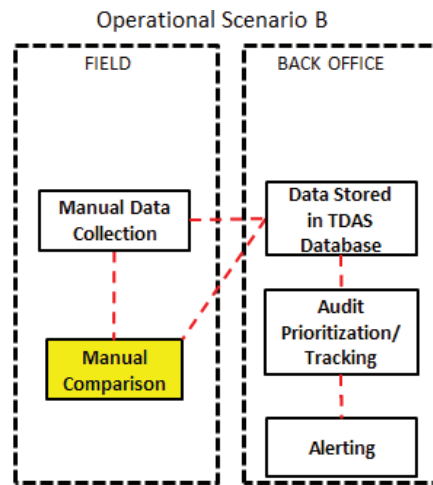 Operational Scenario B
FIELD
BACK OFFICE
Manual Data
Collection
Data Stored
in TDAS
Database
Manual
Comparison
Audit
Prioritization/
Tracking
Alerting